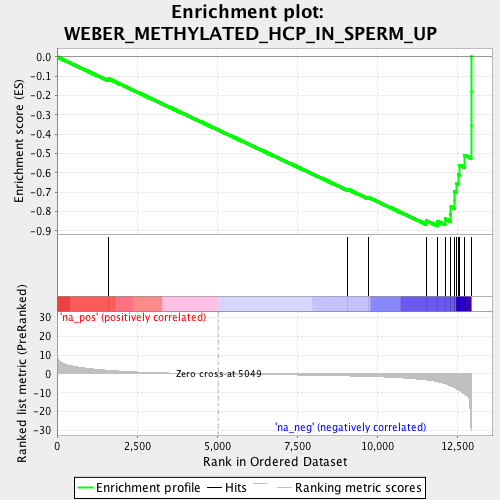 Enrichment plot:
WEBER_METHYLATED_HCP_IN_SPERM_UP
Enrichment score (ES)
0.0
-0.1
-0.2
-0.3
-0.4
-0.5
-0.6
-0.7
-0.8
-0.9
'na_pos' (positively correlated)
Ranked list metric (PreRanked)
30
20
10
0
-10
-20
-30
Zero cross at 5049
'na_neg' (negatively correlated)
0
2,500
5,000
7,500
10,000
12,500
Rank in Ordered Dataset
Enrichment profile
Hits
Ranking metric scores